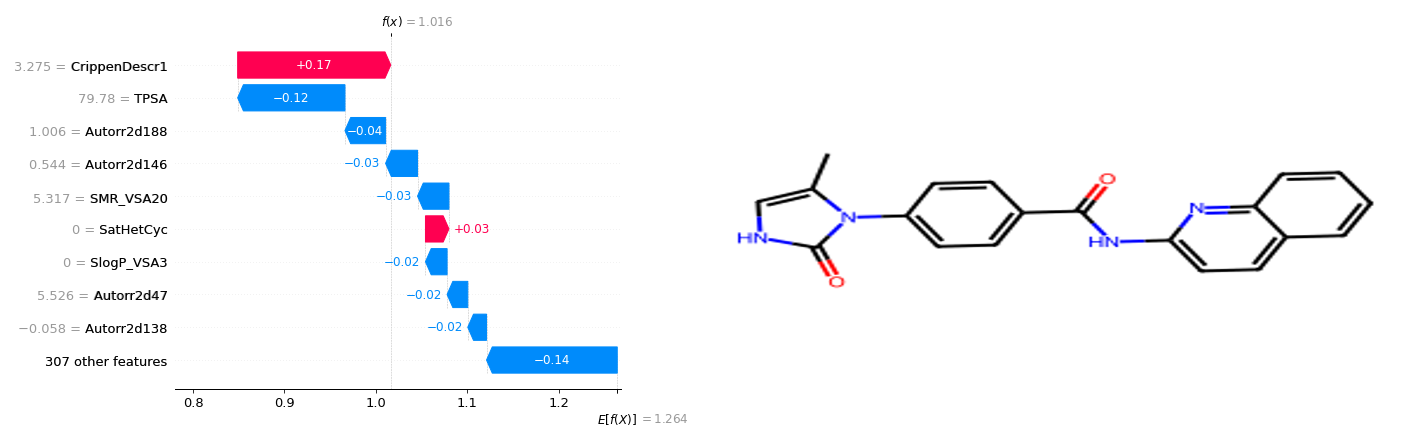 f(x) = 1.016
3.275 = CrippenDescr1
+0.17
79.78 = TPSA
−0.12
1.006 = Autorr2d188
−0.04
0.544 = Autorr2d146
−0.03
5.317 = SMR_VSA20
−0.03
0 = SatHetCyc
+0.03
0 = SlogP_VSA3
−0.02
5.526 = Autorr2d47
−0.02
−0.058 = Autorr2d138
−0.02
307 other features
−0.14
0.8 0.9 1.0 1.1 1.2
E[f(X)] = 1.264
O
N
N
HN
HN
O